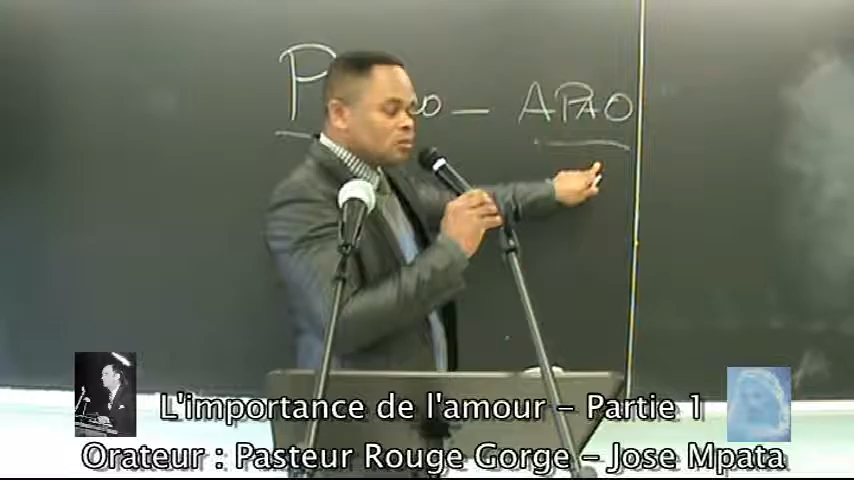 APAO
L'importance de l'amour - Partie 1
Orateur : Pasteur Rouge Gorge - Jose Mpata